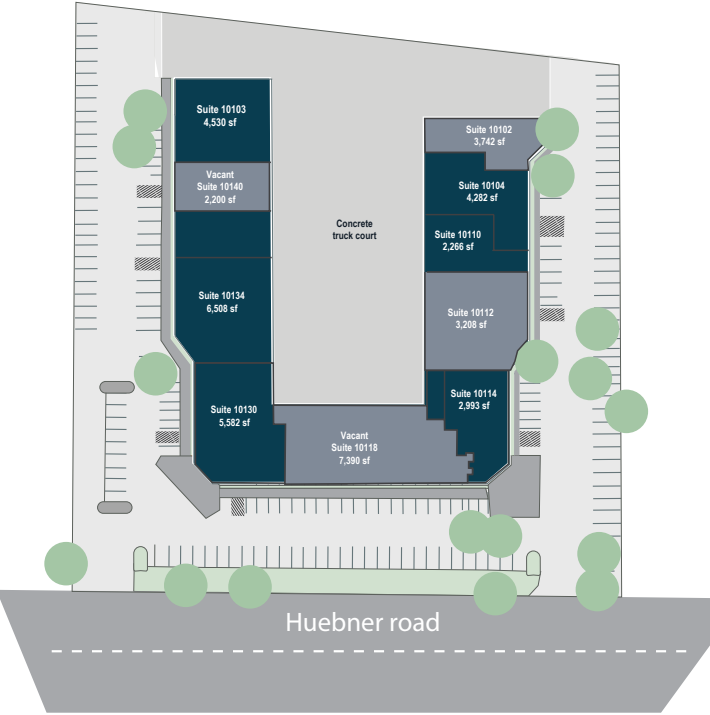 Suite 10103
4,530 sf
Vacant
Suite 10140
2,200 sf
Suite 10134
6,508 sf
Suite 10130
5,582 sf
Concrete
truck court
Suite 10102
3,742 sf
Suite 10104
4,282 sf
Suite 10110
2,266 sf
Suite 10112
3,208 sf
Suite 10114
2,993 sf
Vacant
Suite 10118
7,390 sf
Huebner road